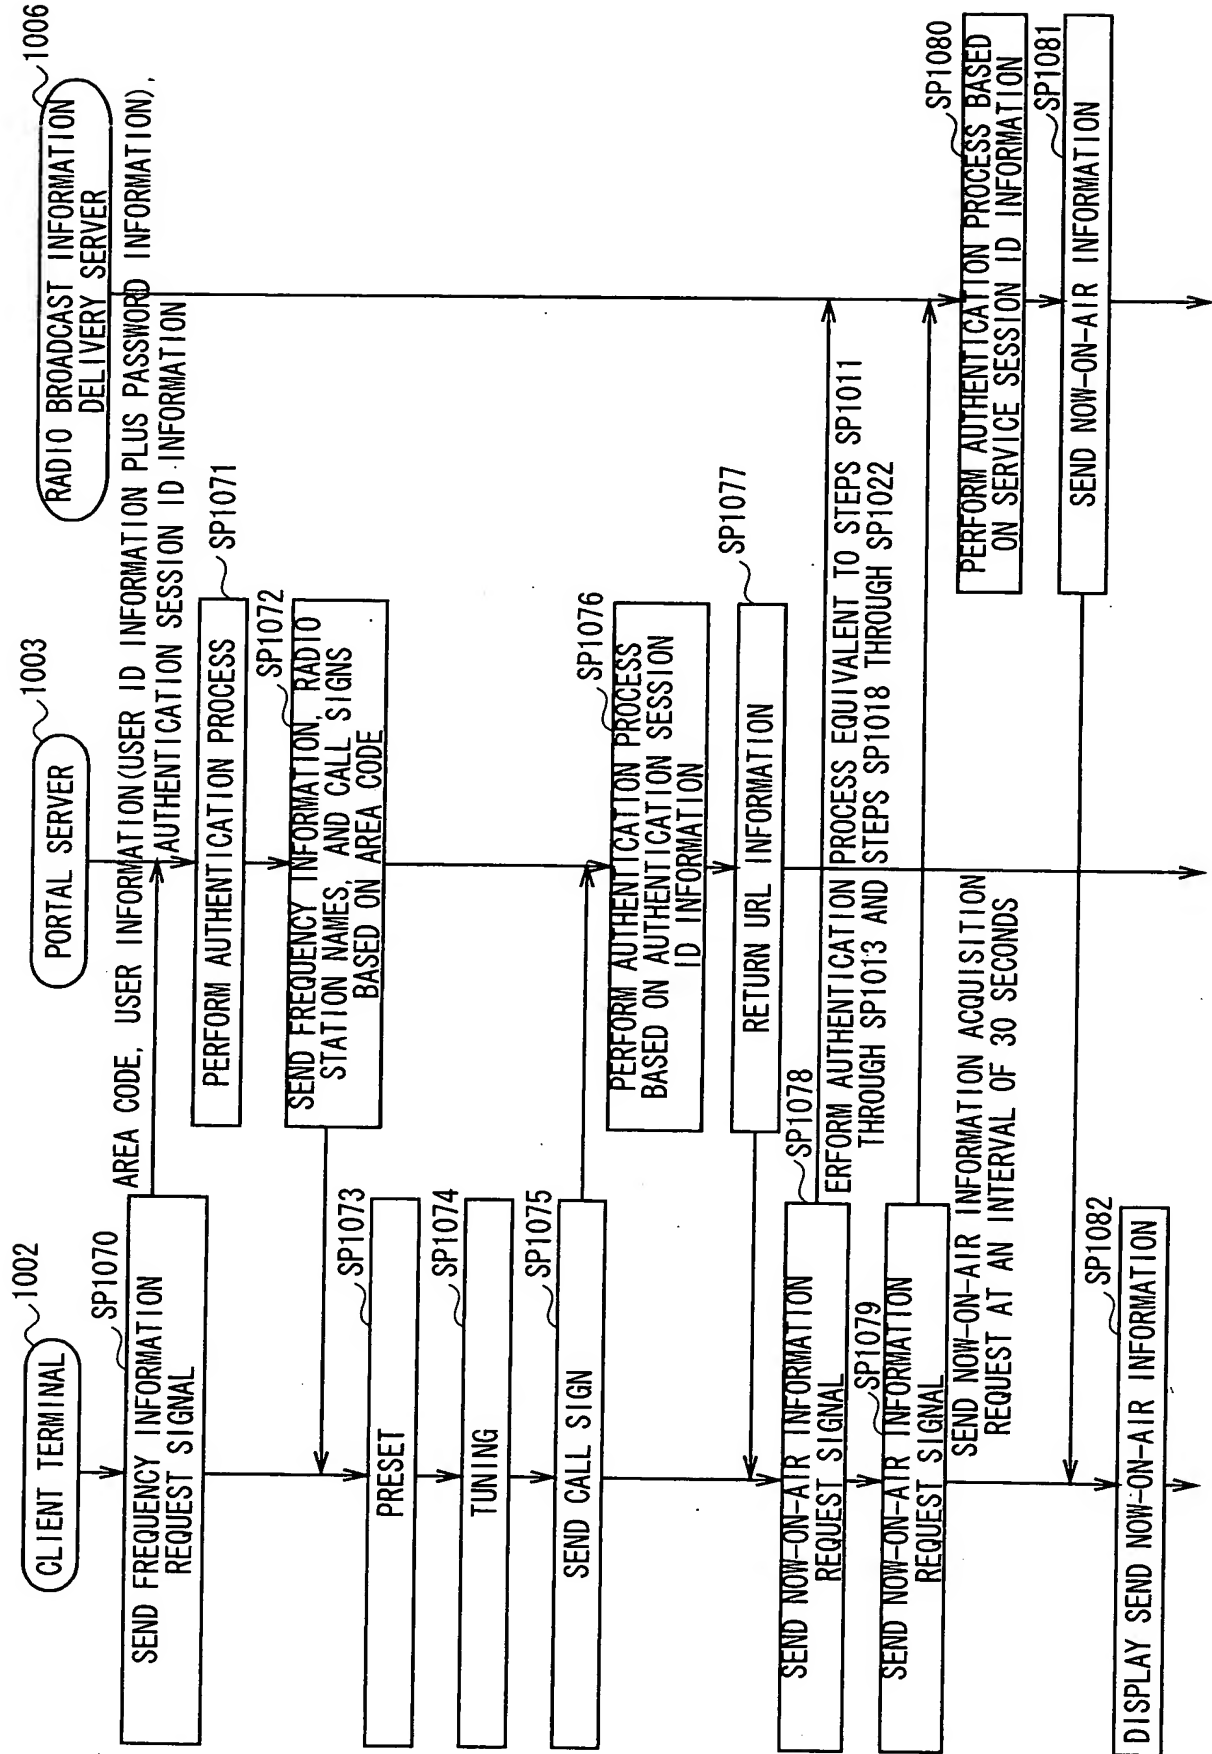 CLIENT TERMINAL
1002
PORTAL SERVER
1003
RADIO BROADCAST INFORMATION
DELIVERY SERVER
1006
SP1070
SEND FREQUENCY INFORMATION
REQUEST SIGNAL
AREA CODE, USER INFORMATION(USER ID INFORMATION PLUS PASSWORD INFORMATION),
AUTHENTICATION SESSION ID INFORMATION
SP1071
PERFORM AUTHENTICATION PROCESS
SP1072
SEND FREQUENCY INFORMATION, RADIO
STATION NAMES, AND CALL SIGNS
BASED ON AREA CODE
SP1073
PRESET
SP1074
TUNING
SP1075
SEND CALL SIGN
SP1076
PERFORM AUTHENTICATION PROCESS
BASED ON AUTHENTICATION SESSION
ID INFORMATION
SP1077
RETURN URL INFORMATION
SP1078
SEND NOW-ON-AIR INFORMATION
REQUEST SIGNAL
ERFORM AUTHENTICATION PROCESS EQUIVALENT TO STEPS SP1011
THROUGH SP1013 AND STEPS SP1018 THROUGH SP1022
SP1079
SEND NOW-ON-AIR INFORMATION
REQUEST SIGNAL
SEND NOW-ON-AIR INFORMATION ACQUISITION
REQUEST AT AN INTERVAL OF 30 SECONDS
SP1080
PERFORM AUTHENTICATION PROCESS BASED
ON SERVICE SESSION ID INFORMATION
SP1081
SEND NOW-ON-AIR INFORMATION
SP1082
DISPLAY SEND NOW-ON-AIR INFORMATION